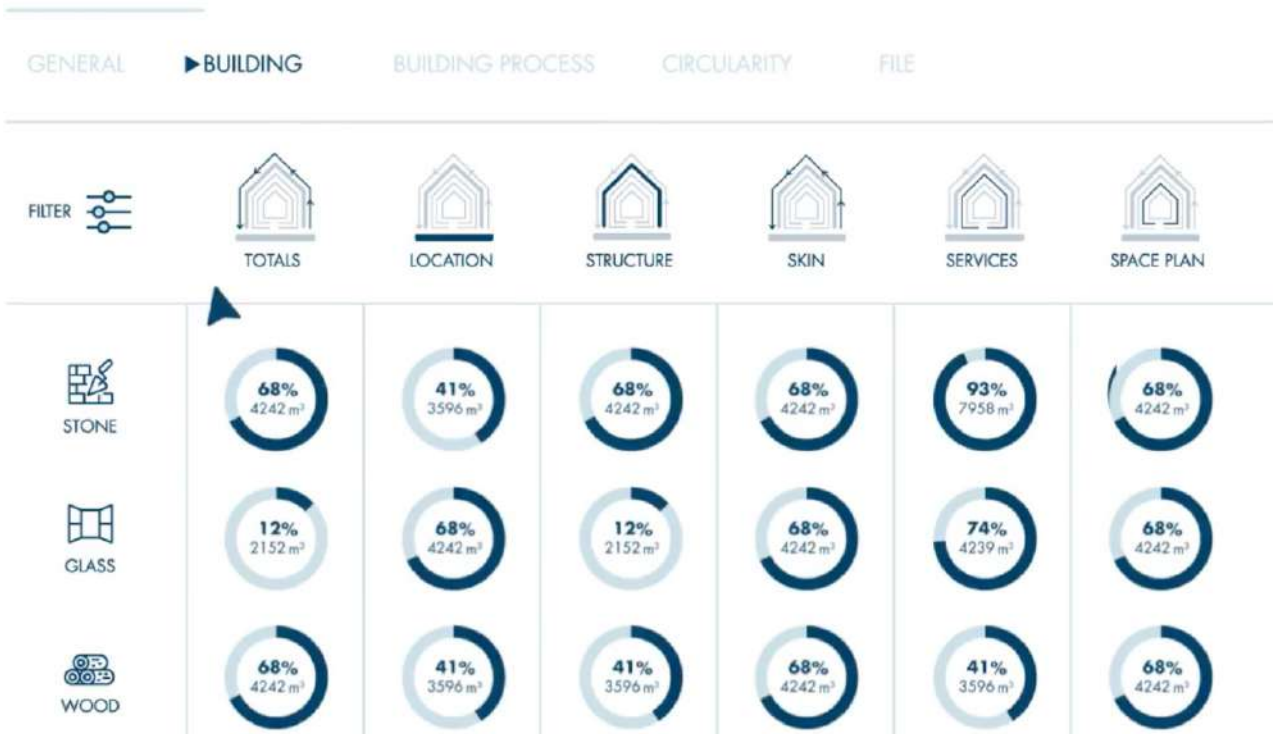 GENERAL ▶BUILDING BUILDING PROCESS CIRCULARITY FILE
FILTER
TOTALS LOCATION STRUCTURE SKIN SERVICES SPACE PLAN
68% 41% 68% 68% 93% 68%
4242 m³ 3596 m³ 4242 m³ 4242 m³ 7958 m³ 4242 m³
STONE
12% 68% 12% 68% 74% 68%
2152 m³ 4242 m³ 2152 m³ 4242 m³ 4239 m³ 4242 m³
GLASS
68% 41% 41% 68% 41% 68%
4242 m³ 3596 m³ 3596 m³ 4242 m³ 3596 m³ 4242 m³
WOOD